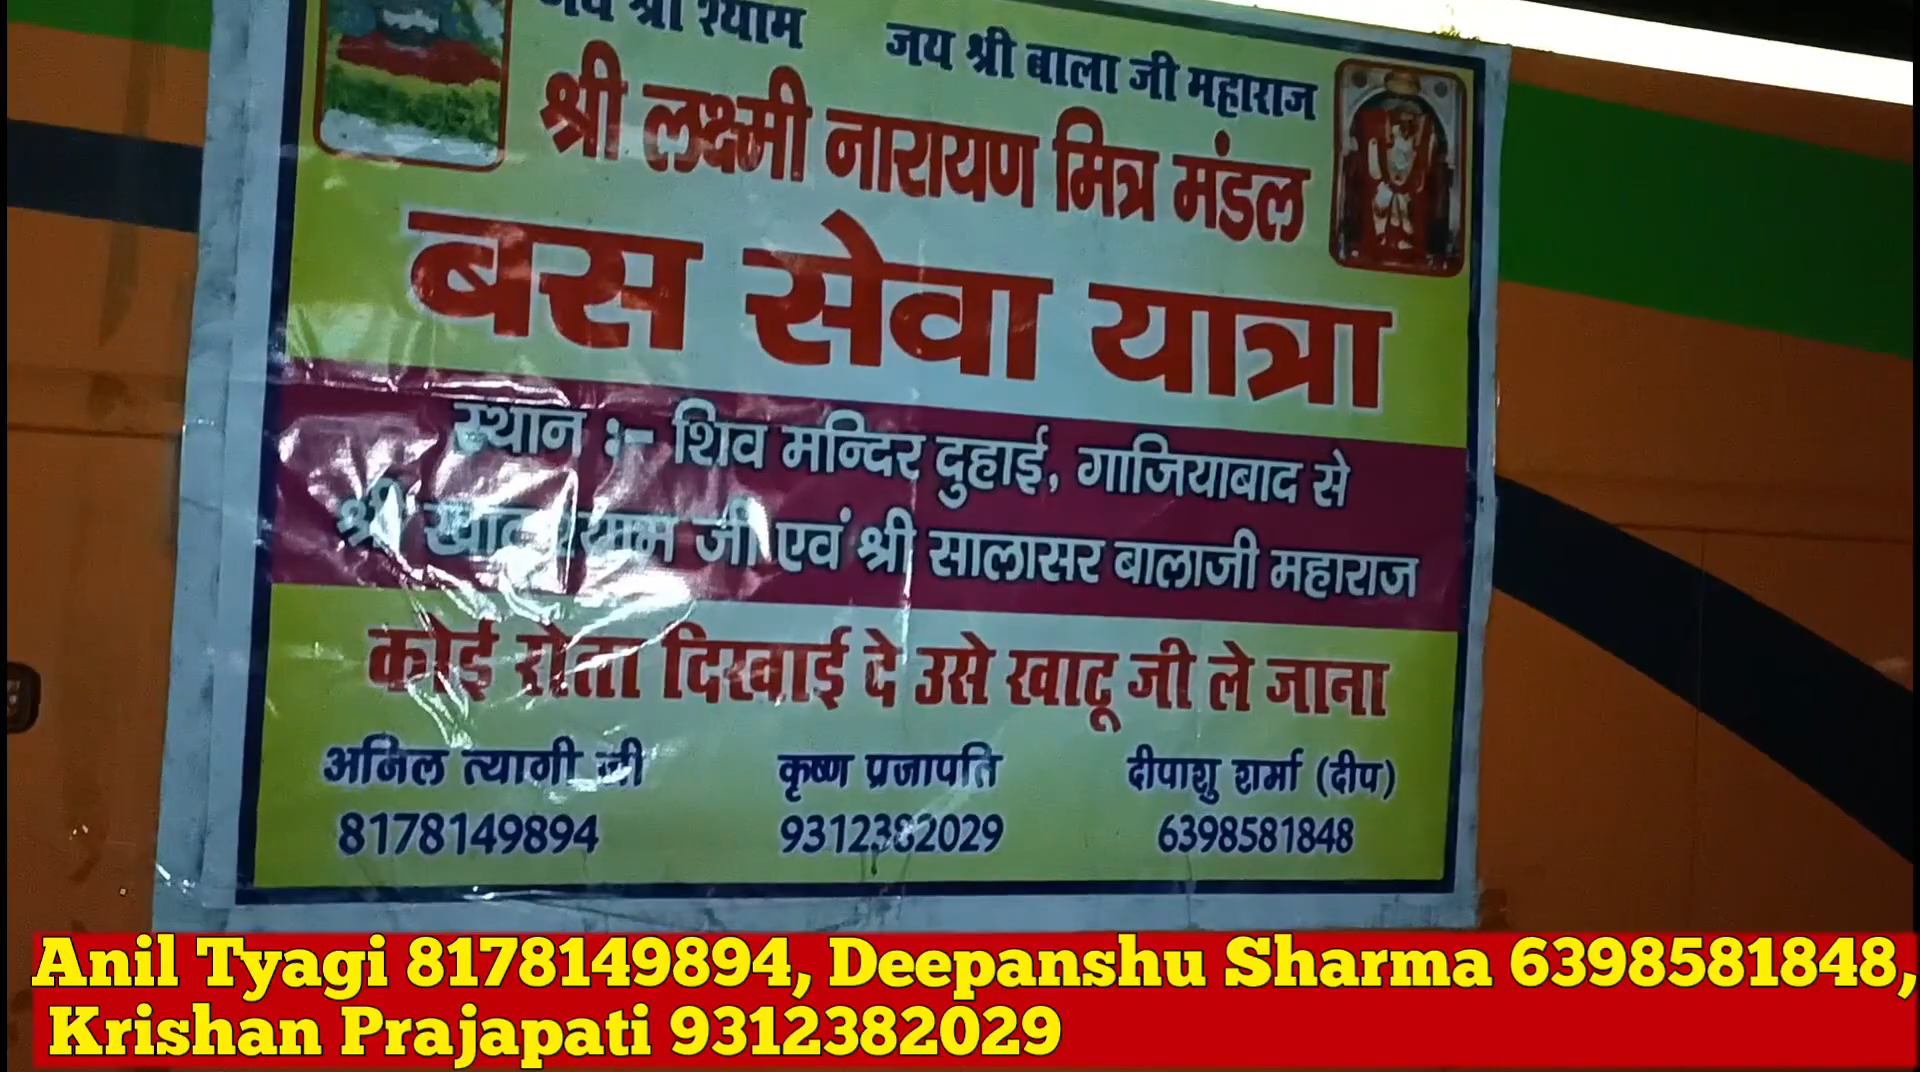 जय श्री श्याम जय श्री बाला जी महाराज
श्री लक्ष्मी नारायण मित्र मंडल
बस सेवा यात्रा
स्थान :- शिव मन्दिर दुहाई, गाजियाबाद से
श्री खाटू श्याम जी एवं श्री सालासर बालाजी महाराज
कोई रोता दिखाई दे उसे खाटू जी ले जाना
अनिल त्यागी जी कृष्ण प्रजापति दीपाशु शर्मा (दीप)
8178149894 9312382029 6398581848
Anil Tyagi 8178149894, Deepanshu Sharma 6398581848,
Krishan Prajapati 9312382029